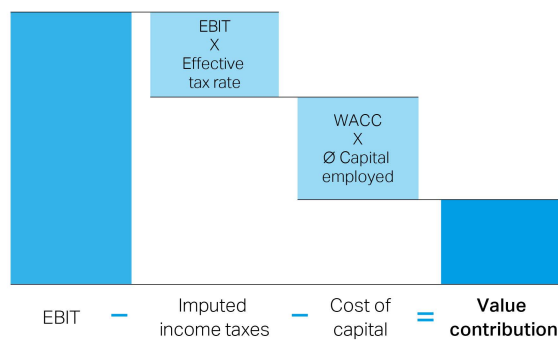 EBIT
X
Effective
tax rate
WACC
X
Ø Capital
employed
EBIT − Imputed income taxes − Cost of capital = Value contribution